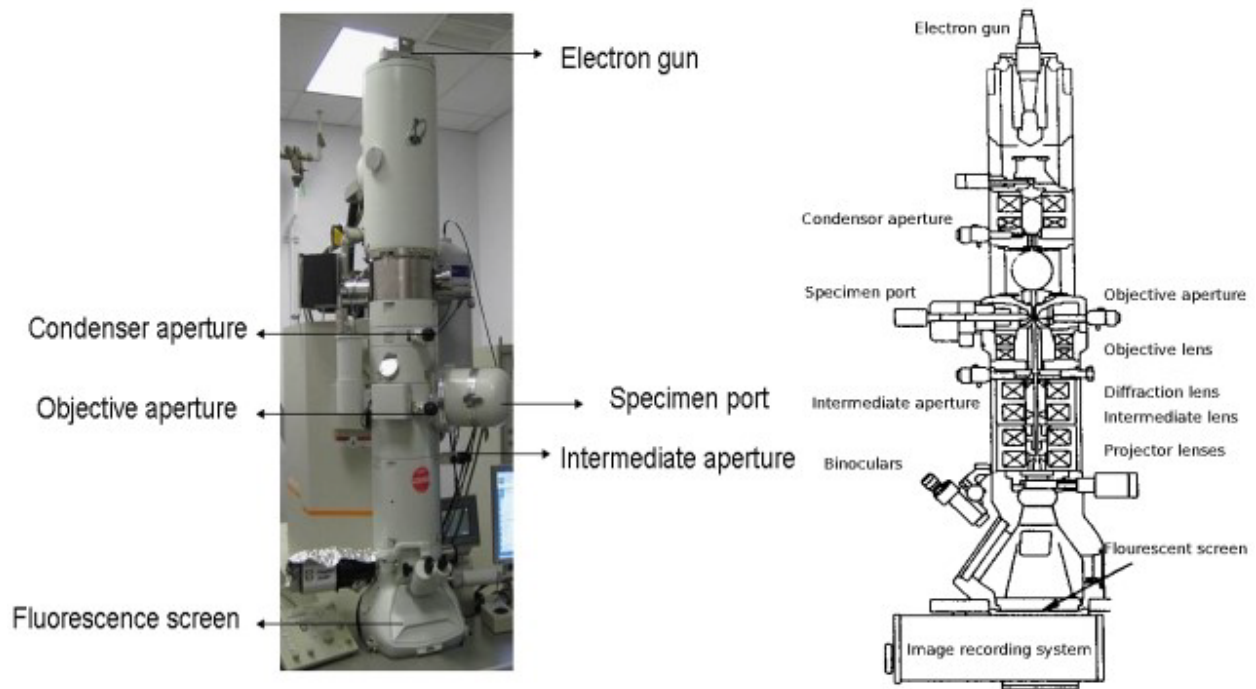 Electron gun
Condenser aperture
Objective aperture
Specimen port
Intermediate aperture
Fluorescence screen
Electron gun
Condensor aperture
Specimen port
Objective aperture
Objective lens
Diffraction lens
Intermediate aperture
Intermediate lens
Projector lenses
Binoculars
Flourescent screen
Image recording system